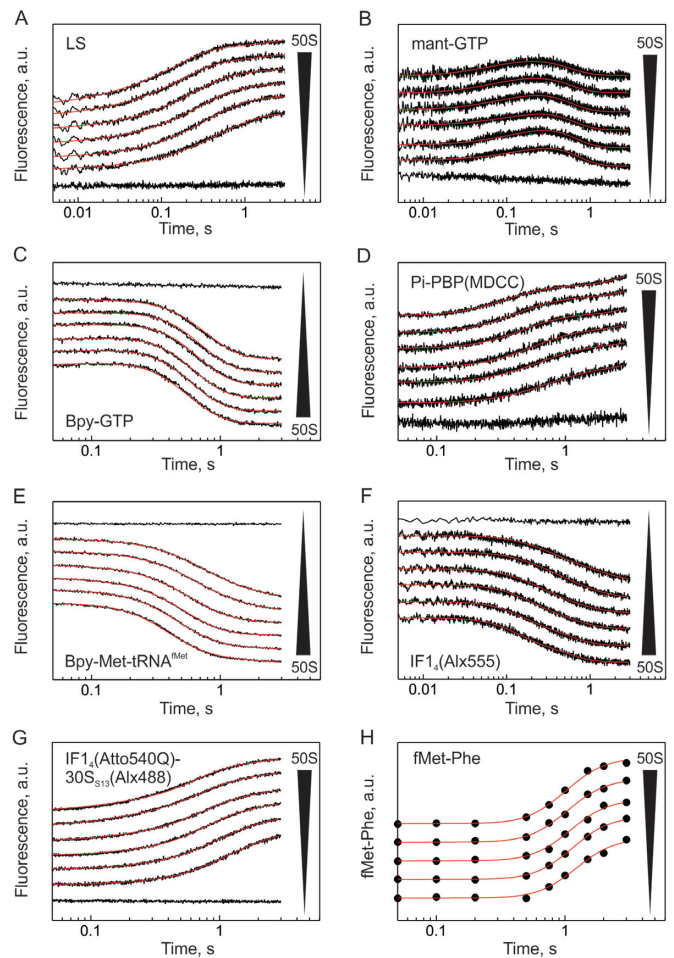 A
LS
50S
Fluorescence, a.u.
0.01
0.1
1
Time, s
B
mant-GTP
50S
Fluorescence, a.u.
0.01
0.1
1
Time, s
C
Bpy-GTP
50S
Fluorescence, a.u.
0.1
1
Time, s
D
Pi-PBP(MDCC)
50S
Fluorescence, a.u.
0.01
0.1
1
Time, s
E
Bpy-Met-tRNAfMet
50S
Fluorescence, a.u.
0.1
1
Time, s
F
IF14(Alx555)
50S
Fluorescence, a.u.
0.01
0.1
1
Time, s
G
IF14(Atto540Q)-
30SS13(Alx488)
50S
Fluorescence, a.u.
0.1
1
Time, s
H
fMet-Phe
50S
fMet-Phe, a.u.
0.1
1
Time, s